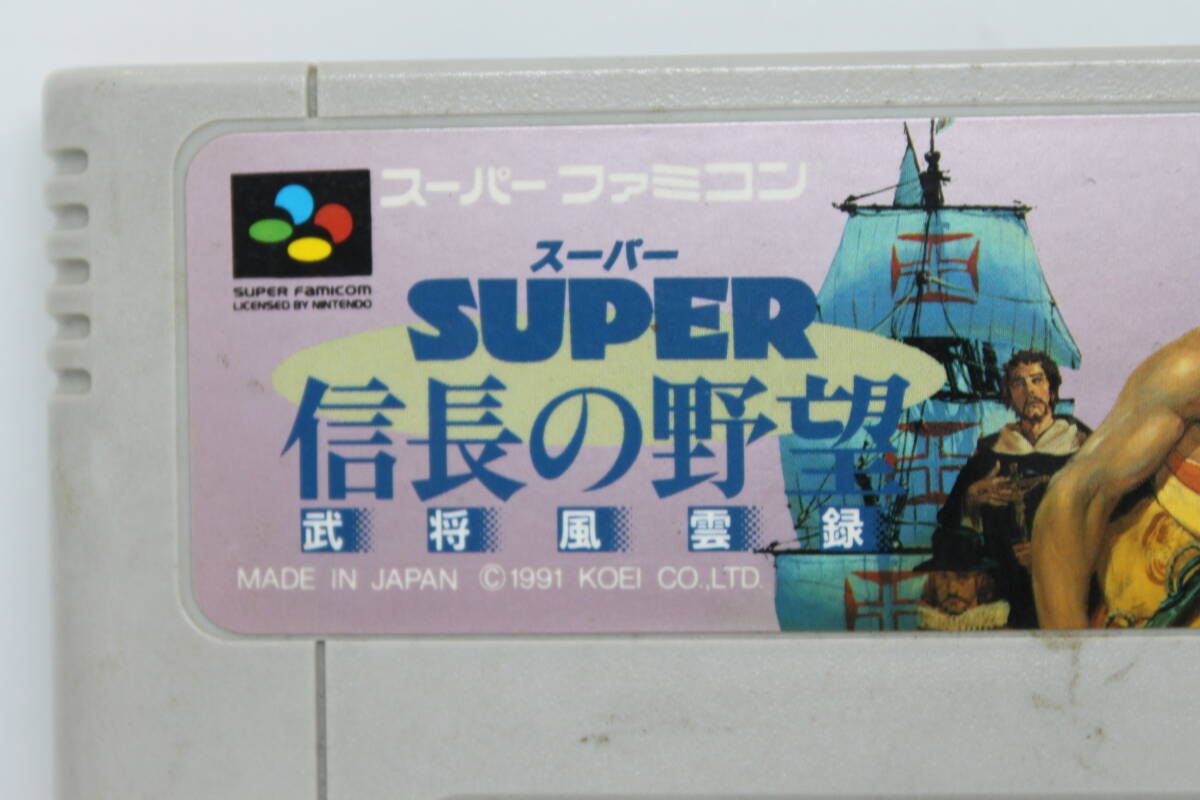 スーパーファミコン
SUPER FAMICOM
LICENSED BY NINTENDO
スーパー
SUPER
信長の野望
武将風雲録
MADE IN JAPAN ©1991 KOEI CO.,LTD.